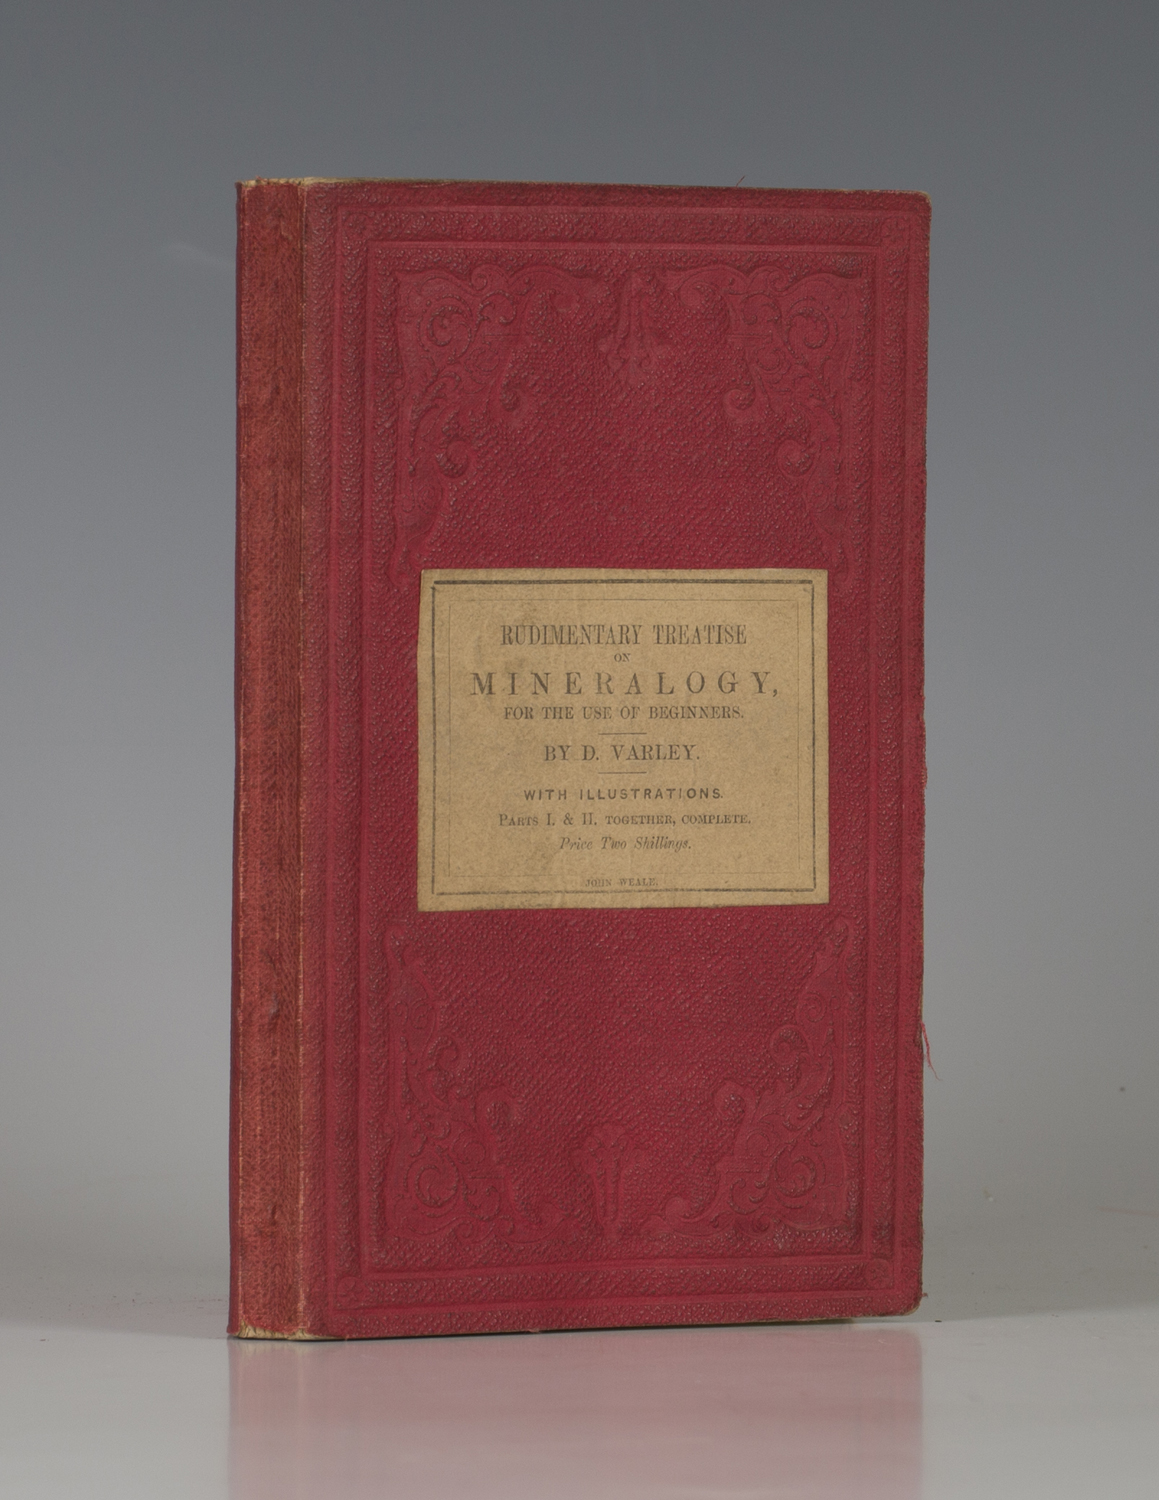 RUDIMENTARY TREATISE
ON
MINERALOGY,
FOR THE USE OF BEGINNERS.
BY D. VARLEY.
WITH ILLUSTRATIONS.
PARTS I. & II. TOGETHER, COMPLETE.
Price Two Shillings.
JOHN WEALE.